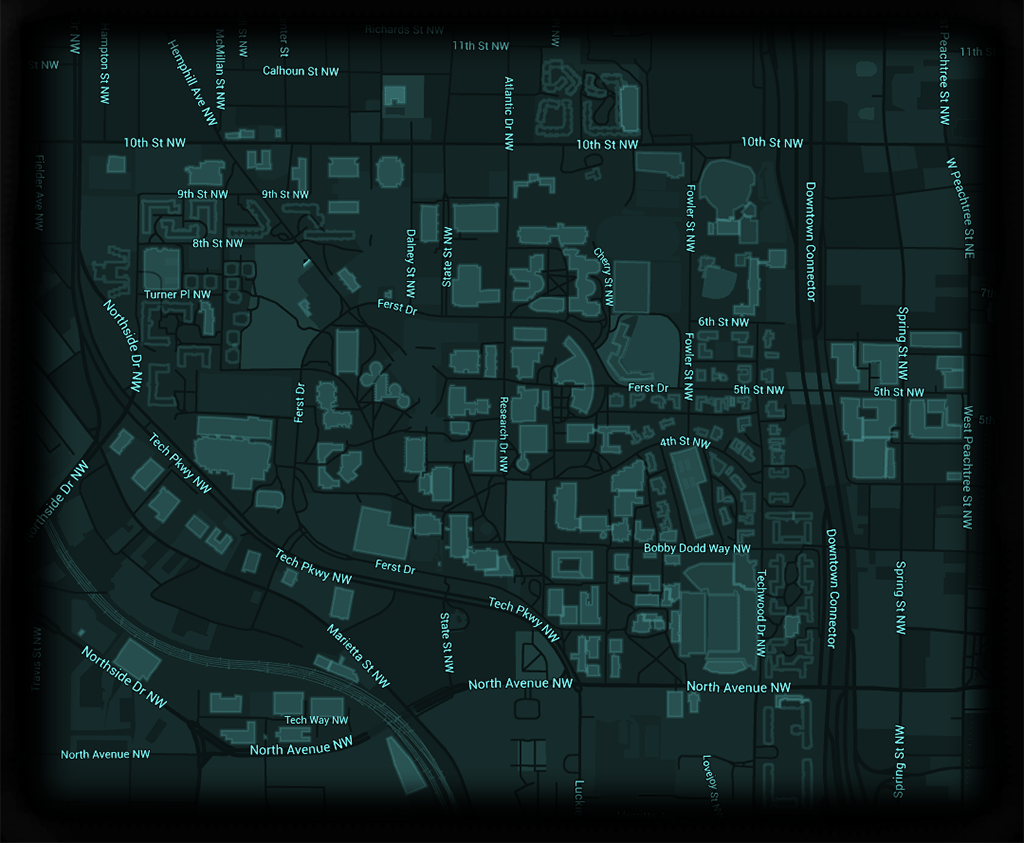 Richards St NW
11th St NW
11th S
St NW
Calhoun St NW
Hampton St NW
McMillan St NW
Hemphill Ave NW
Atlantic Dr NW
Peachtree St NW
10th St NW
10th St NW
10th St NW
W Peachtree St NE
Fielder Ave NW
9th St NW
9th St NW
8th St NW
Fowler St NW
Downtown Connector
Dalney St NW
State St NW
Cherry St NW
Turner Pl NW
Ferst Dr
Northside Dr NW
6th St NW
Spring St NW
Fowler St NW
Ferst Dr
Ferst Dr
5th St NW
5th St NW
Research Dr NW
West Peachtree St NW
4th St NW
Tech Pkwy NW
Northside Dr NW
Bobby Dodd Way NW
Downtown Connector
Tech Pkwy NW
Ferst Dr
Techwood Dr NW
Spring St NW
Tech Pkwy NW
State St NW
Marietta St NW
Travis St NW
Northside Dr NW
North Avenue NW
North Avenue NW
Tech Way NW
North Avenue NW
North Avenue NW
Spring St NW
Lovejoy St N
Luck